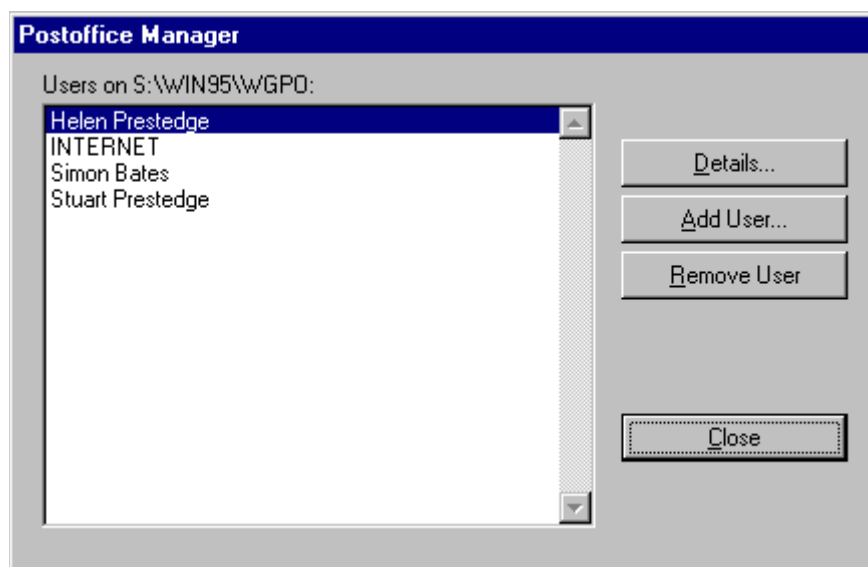 Postoffice Manager
Users on S:\WIN95\WGPO:
Helen Prestedge
INTERNET
Simon Bates
Stuart Prestedge
Details...
Add User...
Remove User
Close